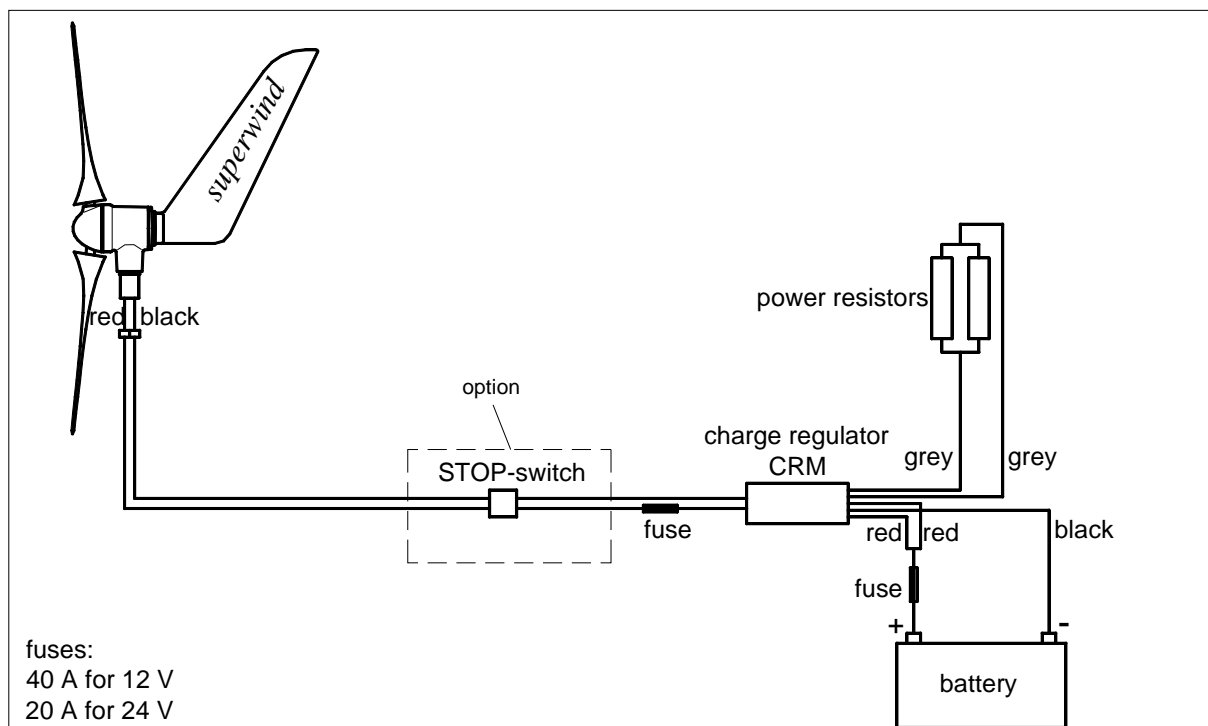 superwind
red black
power resistors
option
STOP-switch
charge regulator
CRM
grey grey
fuse
red red black
fuse
+ -
battery
fuses:
40 A for 12 V
20 A for 24 V